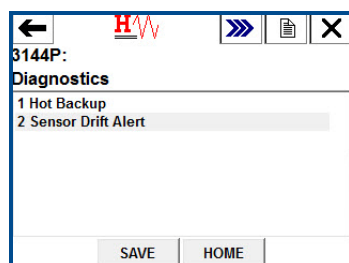 H
3144P:
Diagnostics
1 Hot Backup
2 Sensor Drift Alert
SAVE HOME